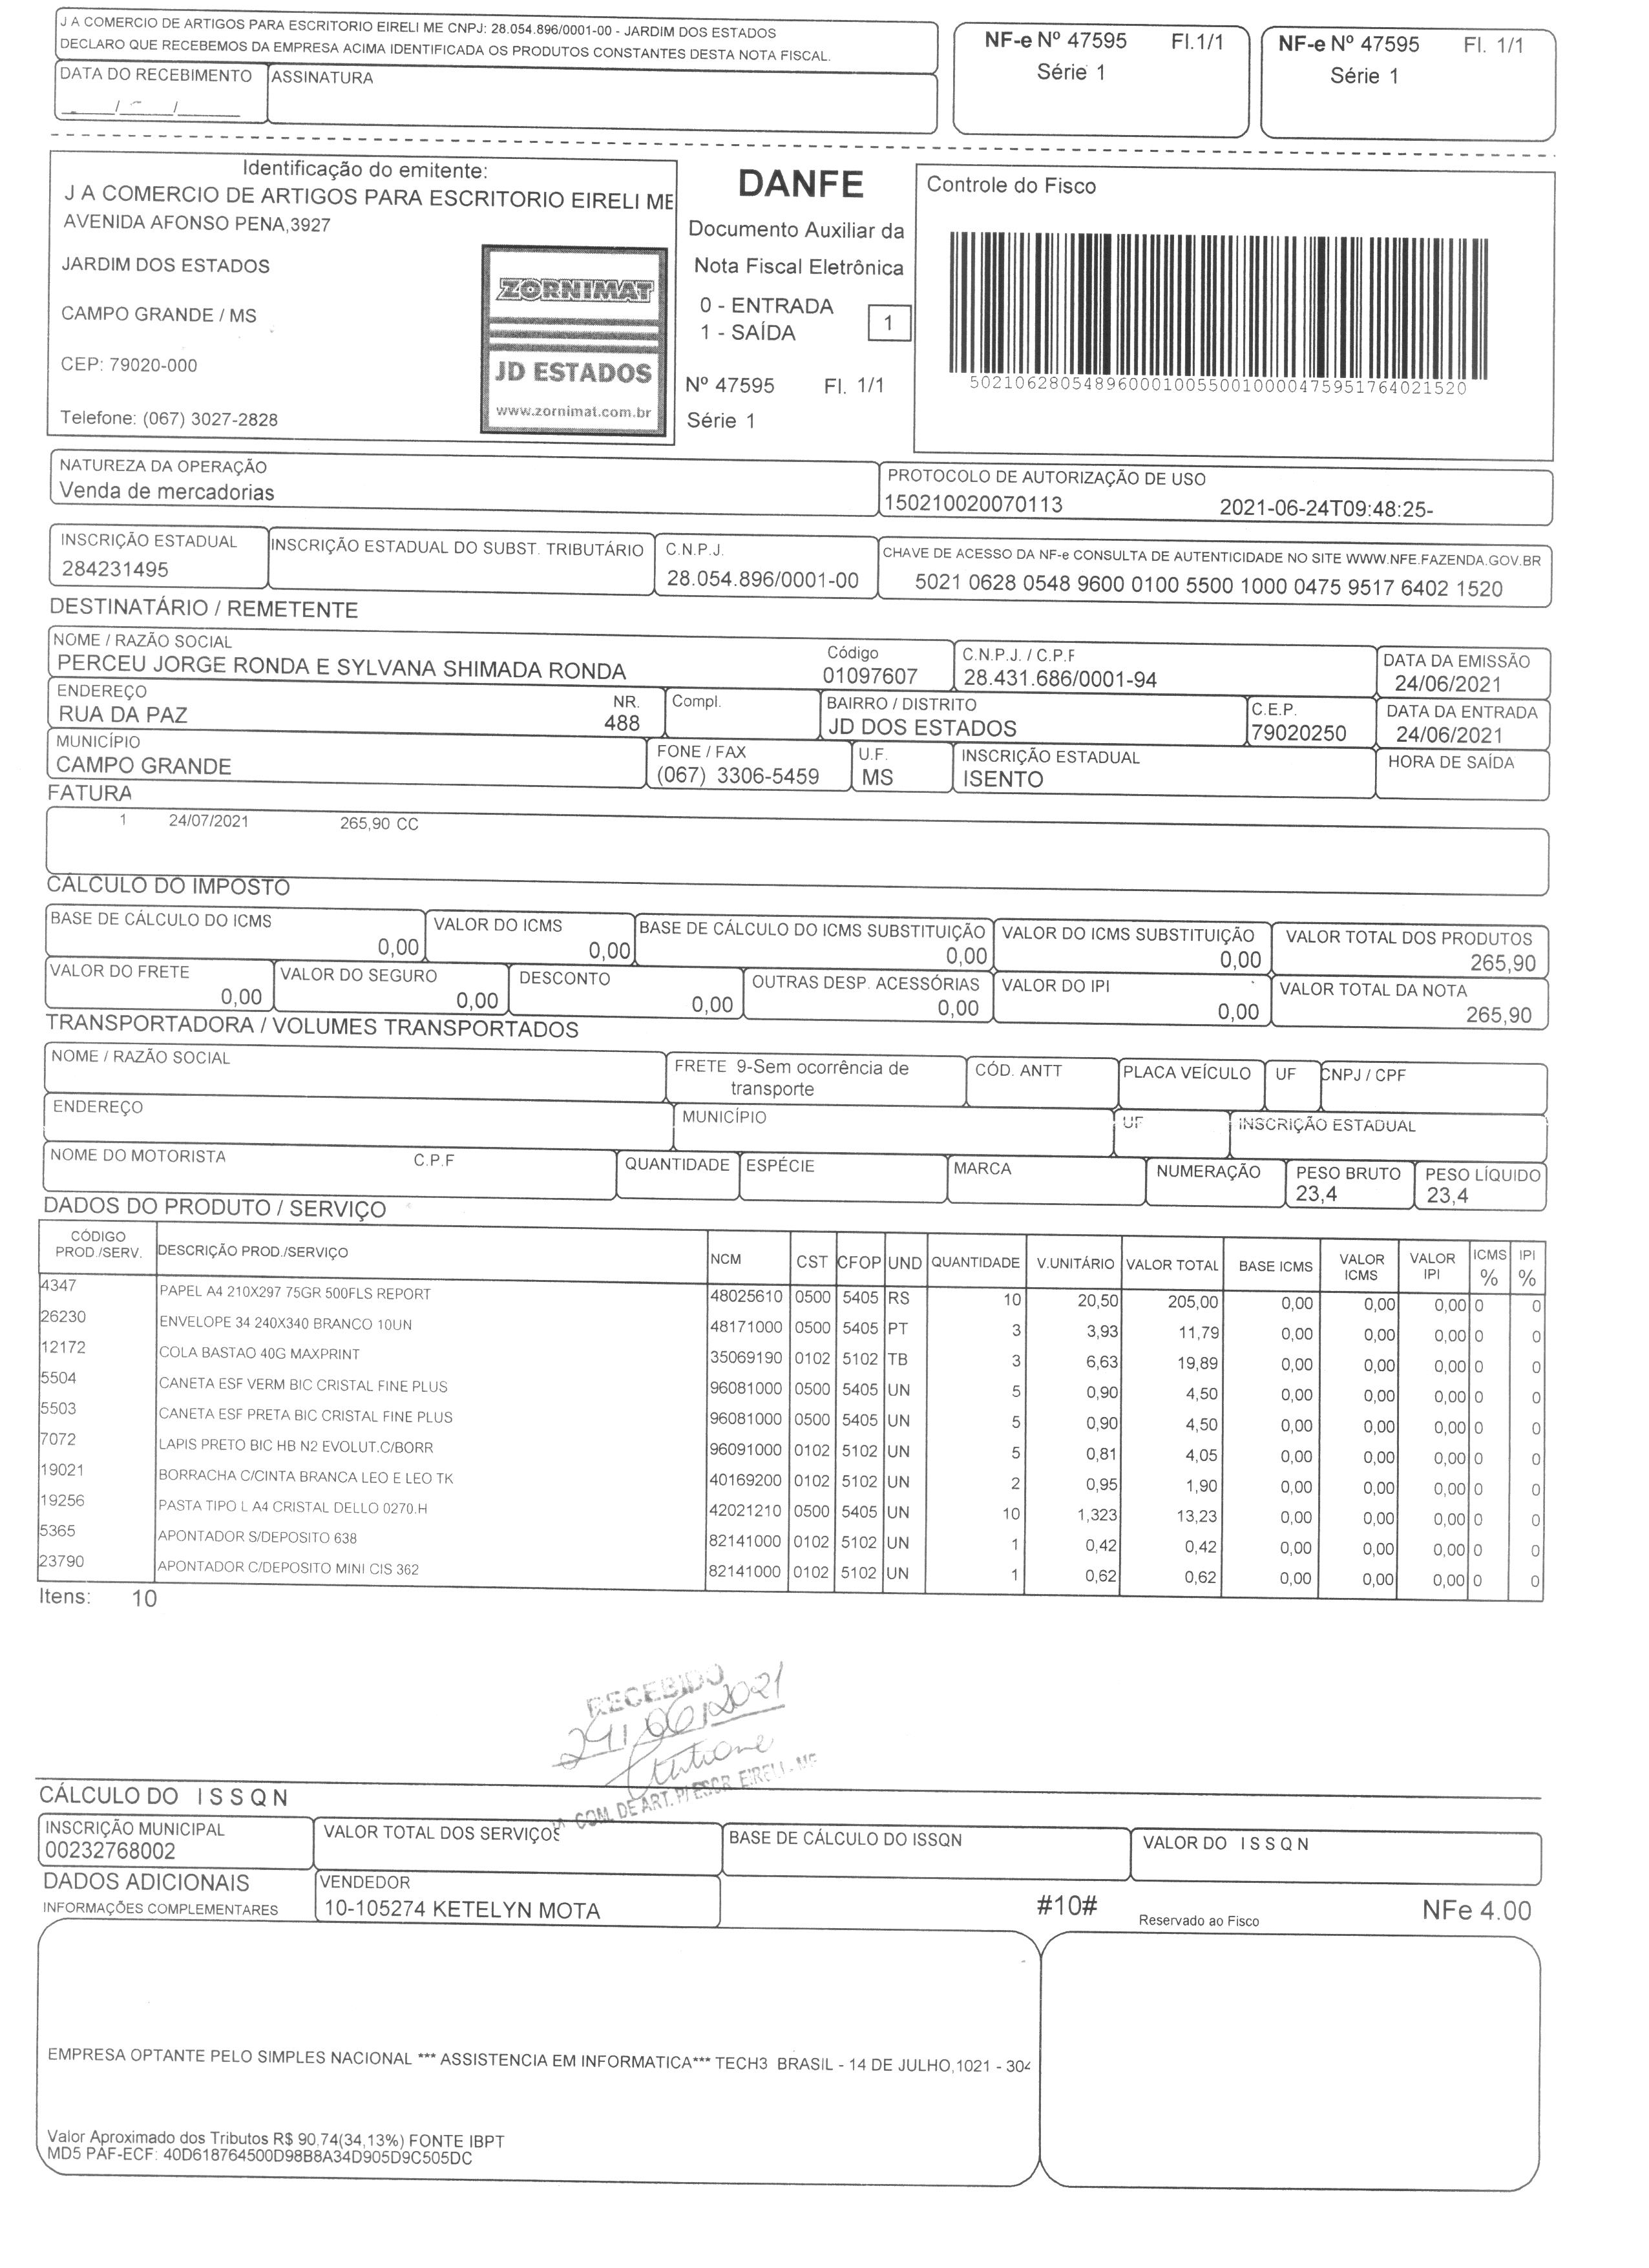 J A COMERCIO DE ARTIGOS PARA ESCRITORIO EIRELI ME CNPJ: 28.054.896/0001-00 - JARDIM DOS ESTADOS
DECLARO QUE RECEBEMOS DA EMPRESA ACIMA IDENTIFICADA OS PRODUTOS CONSTANTES DESTA NOTA FISCAL.
DATA DO RECEBIMENTO ASSINATURA
NF-e Nº 47595 Fl.1/1
Série 1
NF-e Nº 47595 Fl. 1/1
Série 1
Identificação do emitente:
J A COMERCIO DE ARTIGOS PARA ESCRITORIO EIRELI ME
AVENIDA AFONSO PENA,3927
JARDIM DOS ESTADOS
CAMPO GRANDE / MS
CEP: 79020-000
Telefone: (067) 3027-2828
ZORNIMAT
JD ESTADOS
www.zornimat.com.br
DANFE
Documento Auxiliar da
Nota Fiscal Eletrônica
0 - ENTRADA
1 - SAÍDA
1
Nº 47595 Fl. 1/1
Série 1
Controle do Fisco
50210628054896000100550010000475951764021520
NATUREZA DA OPERAÇÃO
Venda de mercadorias
PROTOCOLO DE AUTORIZAÇÃO DE USO
150210020070113 2021-06-24T09:48:25-
INSCRIÇÃO ESTADUAL
284231495
INSCRIÇÃO ESTADUAL DO SUBST. TRIBUTÁRIO
C.N.P.J.
28.054.896/0001-00
CHAVE DE ACESSO DA NF-e CONSULTA DE AUTENTICIDADE NO SITE WWW.NFE.FAZENDA.GOV.BR
5021 0628 0548 9600 0100 5500 1000 0475 9517 6402 1520
DESTINATÁRIO / REMETENTE
NOME / RAZÃO SOCIAL
PERCEU JORGE RONDA E SYLVANA SHIMADA RONDA
Código
01097607
C.N.P.J. / C.P.F
28.431.686/0001-94
DATA DA EMISSÃO
24/06/2021
ENDEREÇO
RUA DA PAZ
NR.
488
Compl.
BAIRRO / DISTRITO
JD DOS ESTADOS
C.E.P.
79020250
DATA DA ENTRADA
24/06/2021
MUNICÍPIO
CAMPO GRANDE
FONE / FAX
(067) 3306-5459
U.F.
MS
INSCRIÇÃO ESTADUAL
ISENTO
HORA DE SAÍDA
FATURA
1 24/07/2021 265,90 CC
CÁLCULO DO IMPOSTO
BASE DE CÁLCULO DO ICMS
0,00
VALOR DO ICMS
0,00
BASE DE CÁLCULO DO ICMS SUBSTITUIÇÃO
0,00
VALOR DO ICMS SUBSTITUIÇÃO
0,00
VALOR TOTAL DOS PRODUTOS
265,90
VALOR DO FRETE
0,00
VALOR DO SEGURO
0,00
DESCONTO
0,00
OUTRAS DESP. ACESSÓRIAS
0,00
VALOR DO IPI
0,00
VALOR TOTAL DA NOTA
265,90
TRANSPORTADORA / VOLUMES TRANSPORTADOS
NOME / RAZÃO SOCIAL
FRETE 9-Sem ocorrência de
transporte
CÓD. ANTT
PLACA VEÍCULO
UF
CNPJ / CPF
ENDEREÇO
MUNICÍPIO
UF
INSCRIÇÃO ESTADUAL
NOME DO MOTORISTA C.P.F
QUANTIDADE
ESPÉCIE
MARCA
NUMERAÇÃO
PESO BRUTO
23,4
PESO LÍQUIDO
23,4
DADOS DO PRODUTO / SERVIÇO
CÓDIGO PROD./SERV. DESCRIÇÃO PROD./SERVIÇO NCM CST CFOP UND QUANTIDADE V.UNITÁRIO VALOR TOTAL BASE ICMS VALOR ICMS VALOR IPI ICMS % IPI %
4347 PAPEL A4 210X297 75GR 500FLS REPORT 48025610 0500 5405 RS 10 20,50 205,00 0,00 0,00 0,00 0 0
26230 ENVELOPE 34 240X340 BRANCO 10UN 48171000 0500 5405 PT 3 3,93 11,79 0,00 0,00 0,00 0 0
12172 COLA BASTAO 40G MAXPRINT 35069190 0102 5102 TB 3 6,63 19,89 0,00 0,00 0,00 0 0
5504 CANETA ESF VERM BIC CRISTAL FINE PLUS 96081000 0500 5405 UN 5 0,90 4,50 0,00 0,00 0,00 0 0
5503 CANETA ESF PRETA BIC CRISTAL FINE PLUS 96081000 0500 5405 UN 5 0,90 4,50 0,00 0,00 0,00 0 0
7072 LAPIS PRETO BIC HB N2 EVOLUT.C/BORR 96091000 0102 5102 UN 5 0,81 4,05 0,00 0,00 0,00 0 0
19021 BORRACHA C/CINTA BRANCA LEO E LEO TK 40169200 0102 5102 UN 2 0,95 1,90 0,00 0,00 0,00 0 0
19256 PASTA TIPO L A4 CRISTAL DELLO 0270.H 42021210 0500 5405 UN 10 1,323 13,23 0,00 0,00 0,00 0 0
5365 APONTADOR S/DEPOSITO 638 82141000 0102 5102 UN 1 0,42 0,42 0,00 0,00 0,00 0 0
23790 APONTADOR C/DEPOSITO MINI CIS 362 82141000 0102 5102 UN 1 0,62 0,62 0,00 0,00 0,00 0 0
Itens: 10
RECEBIDO
24/06/2021
COM. DE ART. P/ ESCR. EIRELI - ME
CÁLCULO DO I S S Q N
INSCRIÇÃO MUNICIPAL
00232768002
VALOR TOTAL DOS SERVIÇOS
BASE DE CÁLCULO DO ISSQN
VALOR DO I S S Q N
DADOS ADICIONAIS
INFORMAÇÕES COMPLEMENTARES
VENDEDOR
10-105274 KETELYN MOTA
#10#
Reservado ao Fisco
NFe 4.00
EMPRESA OPTANTE PELO SIMPLES NACIONAL *** ASSISTENCIA EM INFORMATICA*** TECH3 BRASIL - 14 DE JULHO,1021 - 304
Valor Aproximado dos Tributos R$ 90,74(34,13%) FONTE IBPT
MD5 PAF-ECF: 40D618764500D98B8A34D905D9C505DC